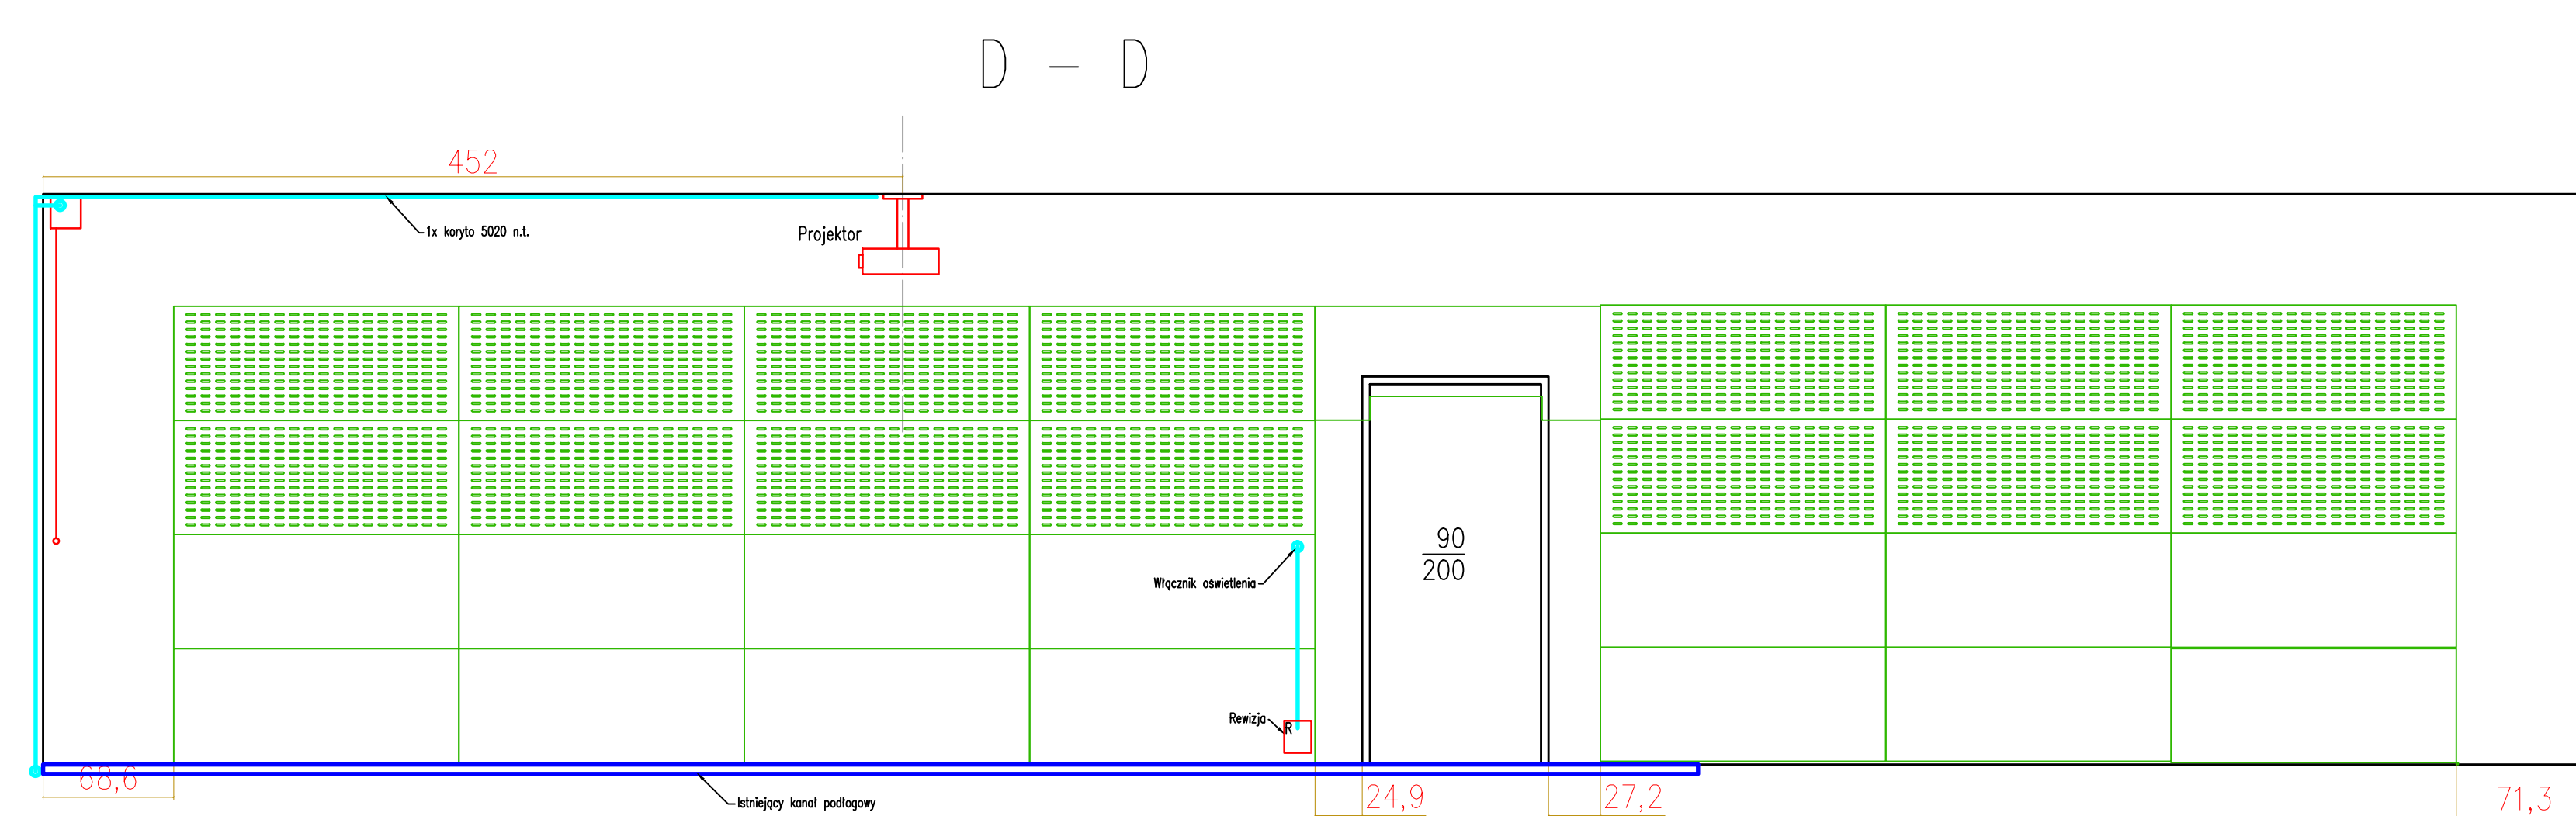 D - D
452
1x koryto 5020 n.t.
Projektor
90
200
Włącznik oświetlenia
Rewizja
R
68,6
Istniejący kanał podłogowy
24,9
27,2
71,3